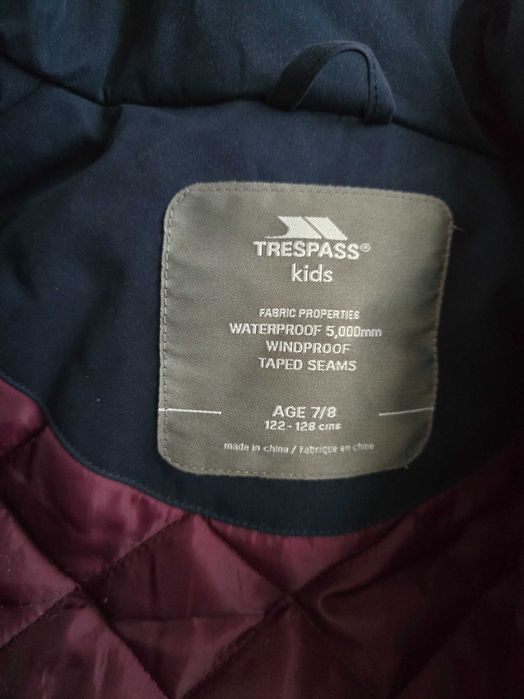 TRESPASS®
kids
FABRIC PROPERTIES
WATERPROOF 5,000mm
WINDPROOF
TAPED SEAMS
AGE 7/8
122 - 128 cms
made in china / fabrique en chine